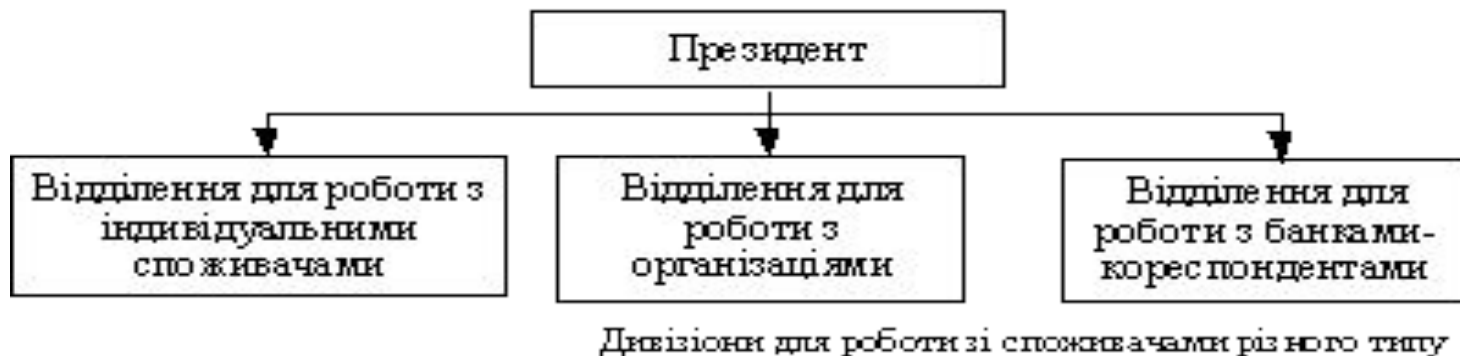 Президент
Відділення для роботи з
індивідуальними
споживачами
Відділення для
роботи з
організаціями
Відділення для
роботи з банками-
кореспондентами
Дивізіони для роботи зі споживачами різного типу